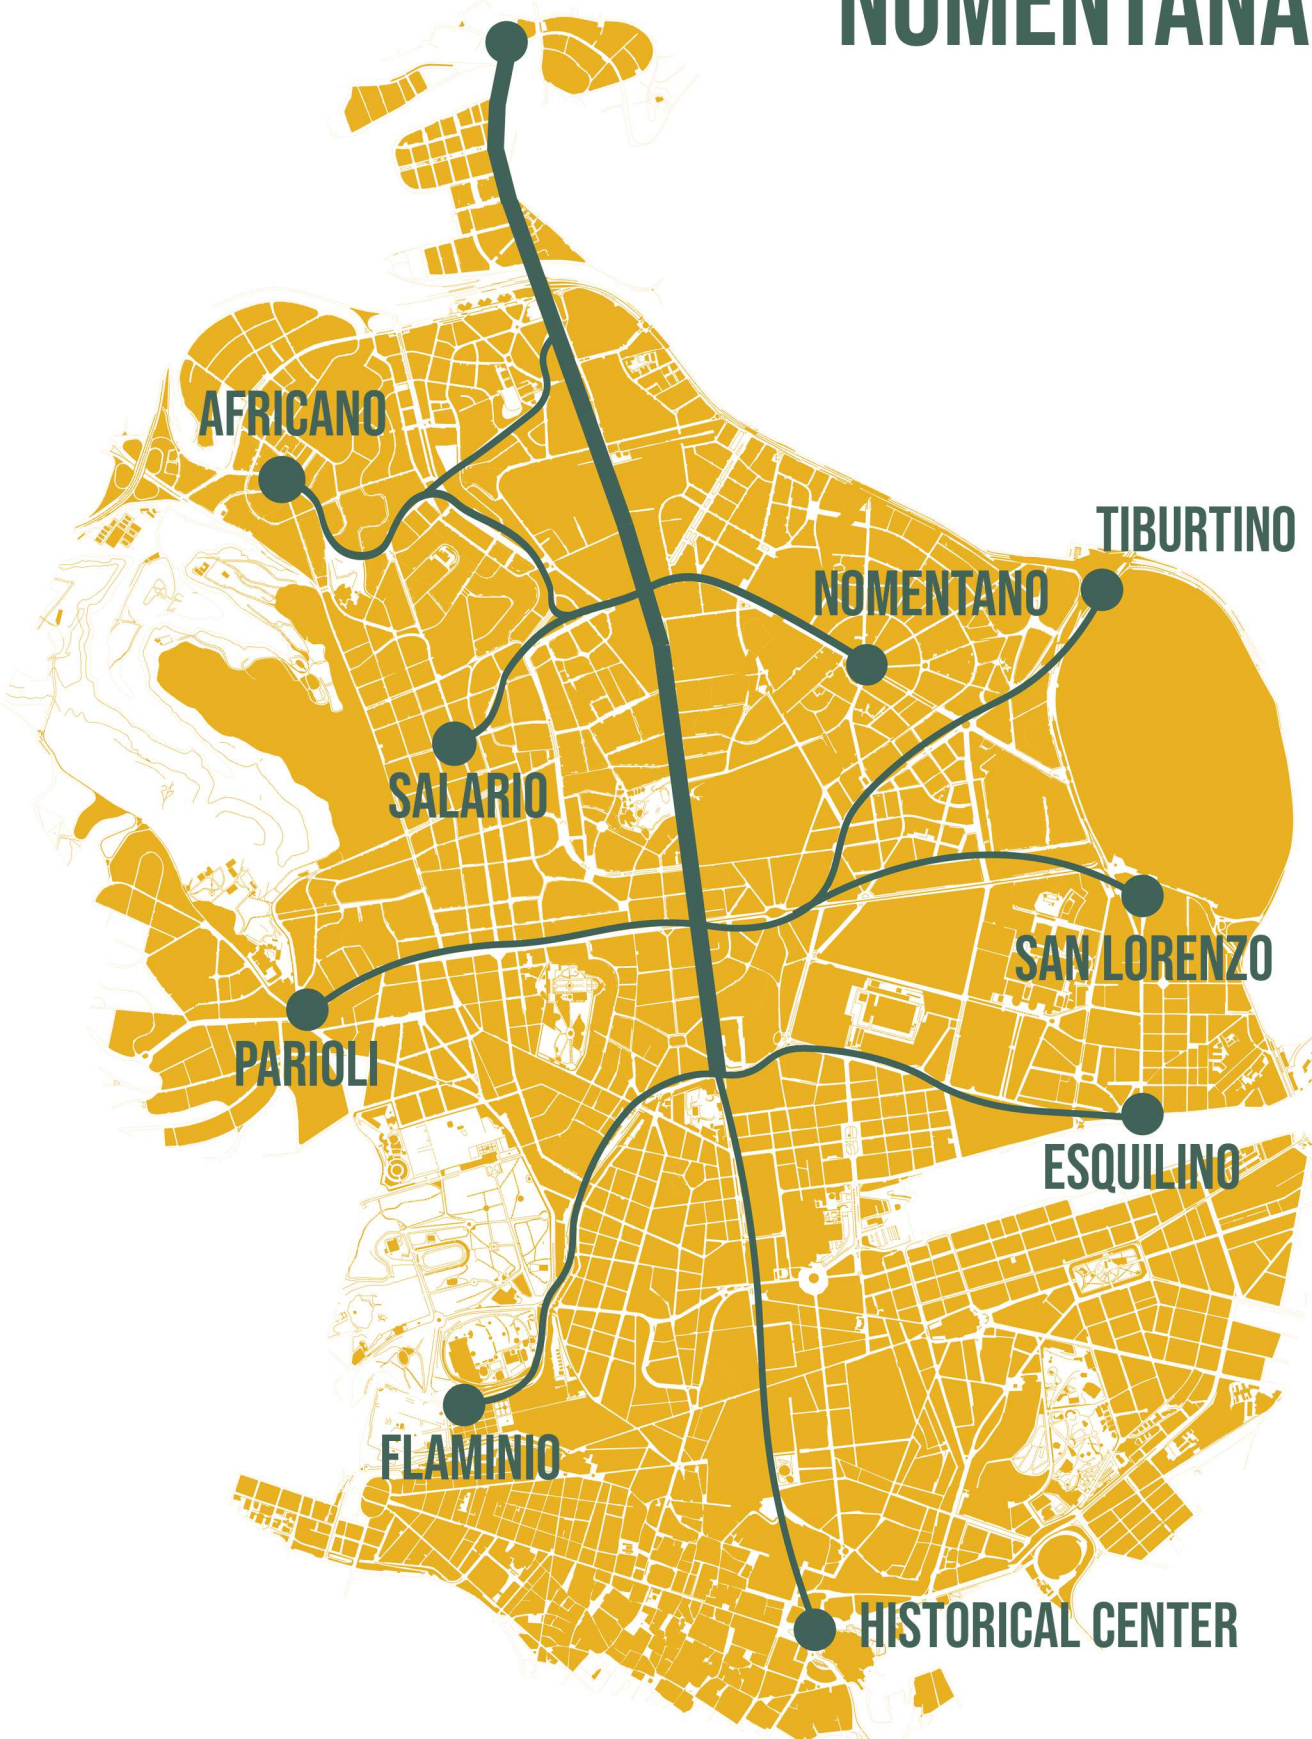 NOMENTANA
AFRICANO
TIBURTINO
NOMENTANO
SALARIO
SAN LORENZO
PARIOLI
ESQUILINO
FLAMINIO
HISTORICAL CENTER